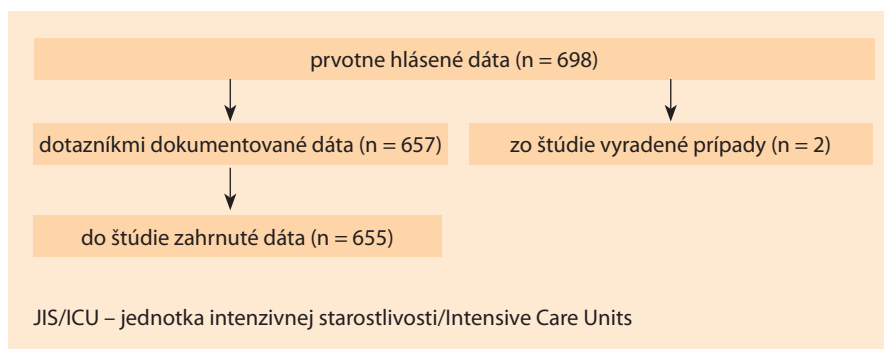 prvotne hlásené dáta (n = 698)
dotazníkmi dokumentované dáta (n = 657)
zo štúdie vyradené prípady (n = 2)
do štúdie zahrnuté dáta (n = 655)
JIS/ICU – jednotka intenzivnej starostlivosti/Intensive Care Units